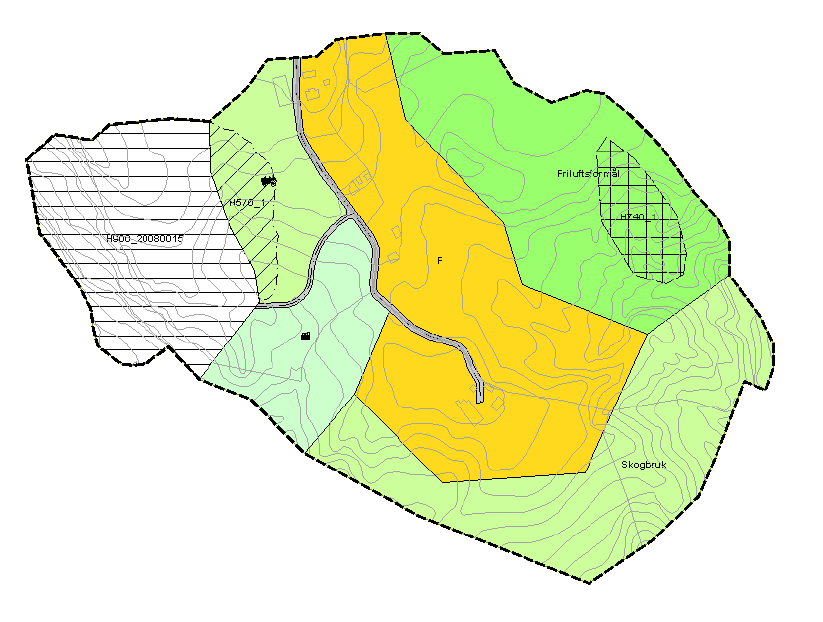 Friluftsformål
H570_1
H740_1
H900_20080015
F
Skogbruk